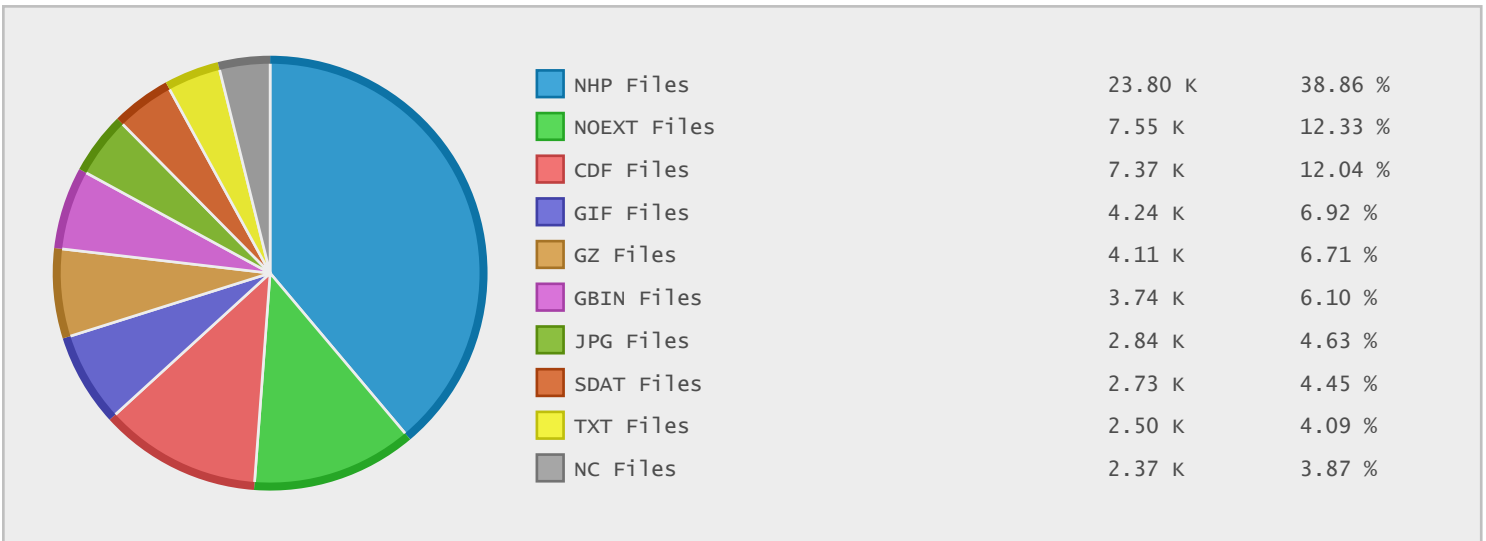 NHP Files 23.80 K 38.86 %
NOEXT Files 7.55 K 12.33 %
CDF Files 7.37 K 12.04 %
GIF Files 4.24 K 6.92 %
GZ Files 4.11 K 6.71 %
GBIN Files 3.74 K 6.10 %
JPG Files 2.84 K 4.63 %
SDAT Files 2.73 K 4.45 %
TXT Files 2.50 K 4.09 %
NC Files 2.37 K 3.87 %